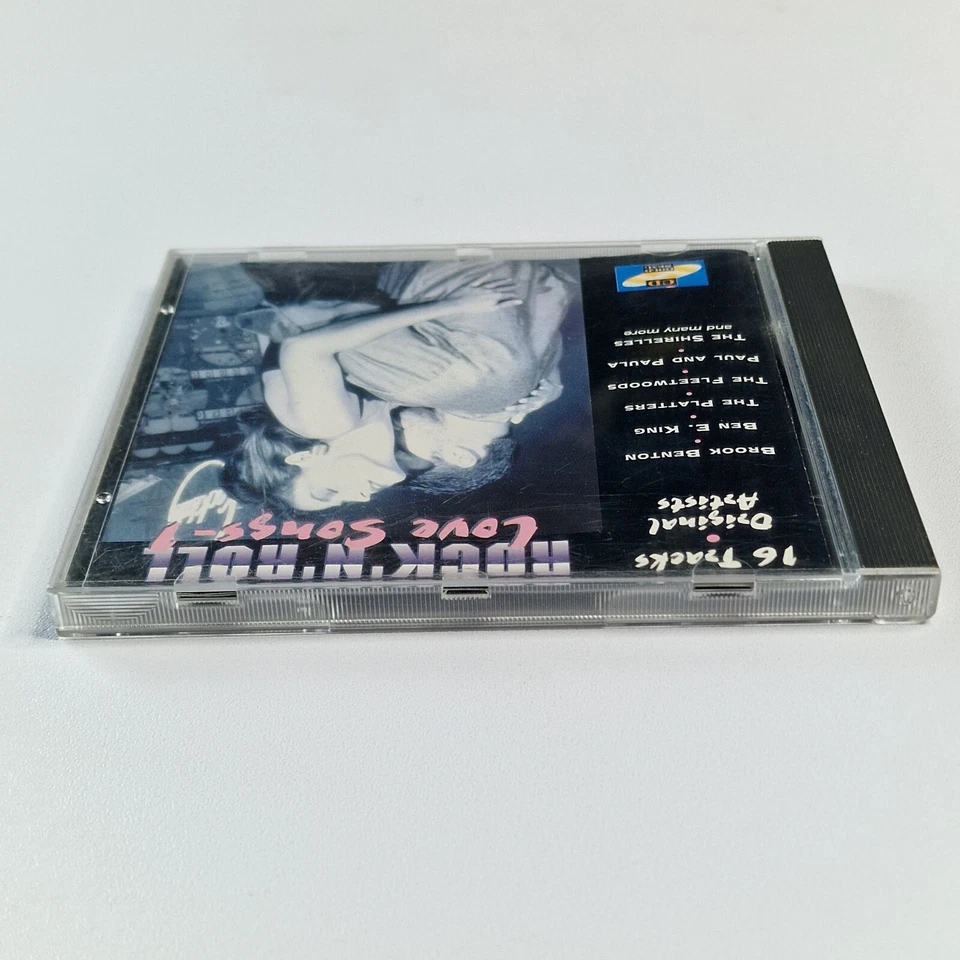 ROCK'N'ROLL
Love Songs-1
16 Tracks
Original
Artists
BROOK BENTON
BEN E. KING
THE PLATTERS
THE FLEETWOODS
PAUL AND PAULA
THE SHIRELLES
and many more
CD